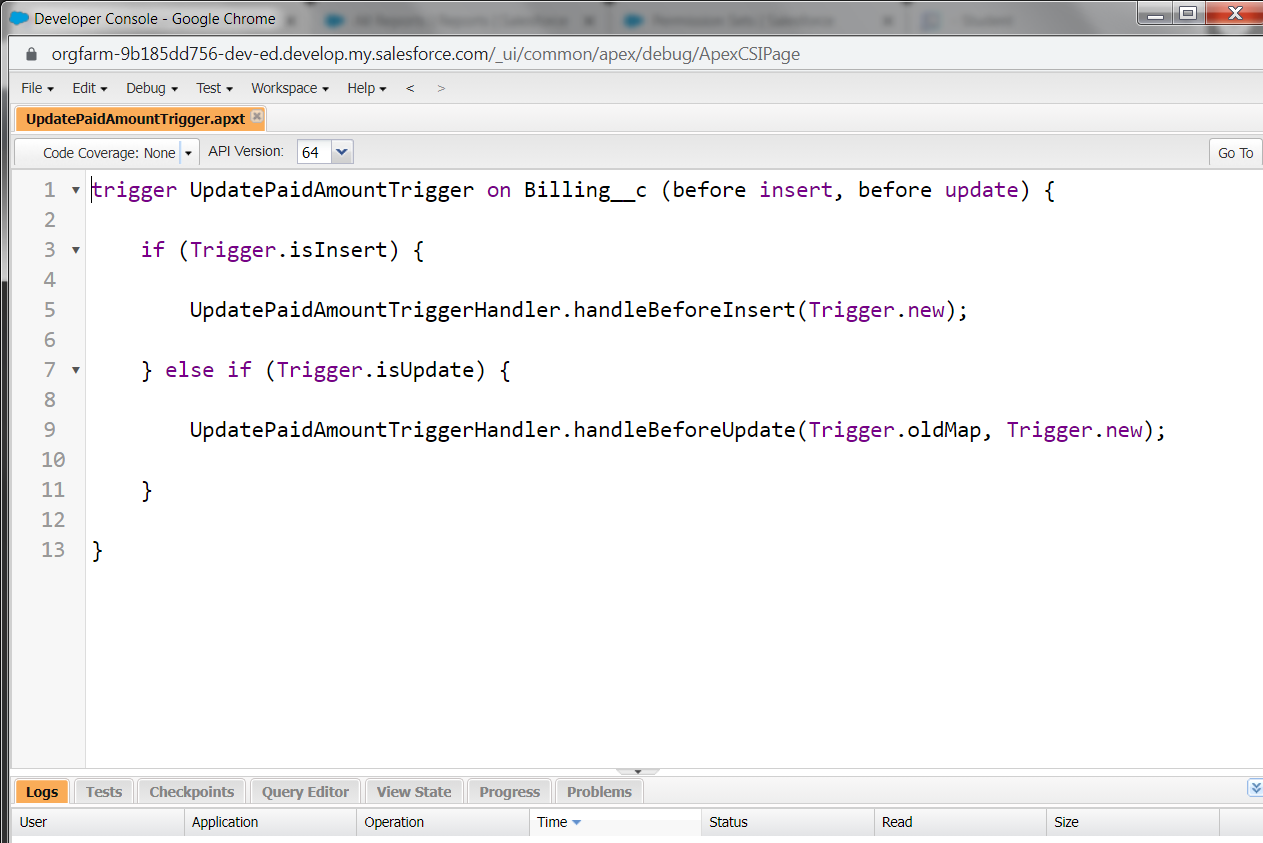 Developer Console - Google Chrome
orgfarm-9b185dd756-dev-ed.develop.my.salesforce.com/_ui/common/apex/debug/ApexCSIPage
File Edit Debug Test Workspace Help < >
UpdatePaidAmountTrigger.apxt
Code Coverage: None API Version: 64 Go To
1 trigger UpdatePaidAmountTrigger on Billing__c (before insert, before update) {
2
3 if (Trigger.isInsert) {
4
5 UpdatePaidAmountTriggerHandler.handleBeforeInsert(Trigger.new);
6
7 } else if (Trigger.isUpdate) {
8
9 UpdatePaidAmountTriggerHandler.handleBeforeUpdate(Trigger.oldMap, Trigger.new);
10
11 }
12
13 }
Logs Tests Checkpoints Query Editor View State Progress Problems
User Application Operation Time Status Read Size